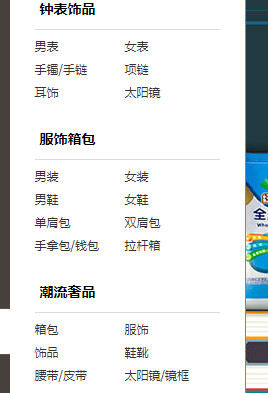 钟表饰品
男表 女表
手镯/手链 项链
耳饰 太阳镜
服饰箱包
男装 女装
男鞋 女鞋
单肩包 双肩包
手拿包/钱包 拉杆箱
潮流奢品
箱包 服饰
饰品 鞋靴
腰带/皮带 太阳镜/镜框
全
Who